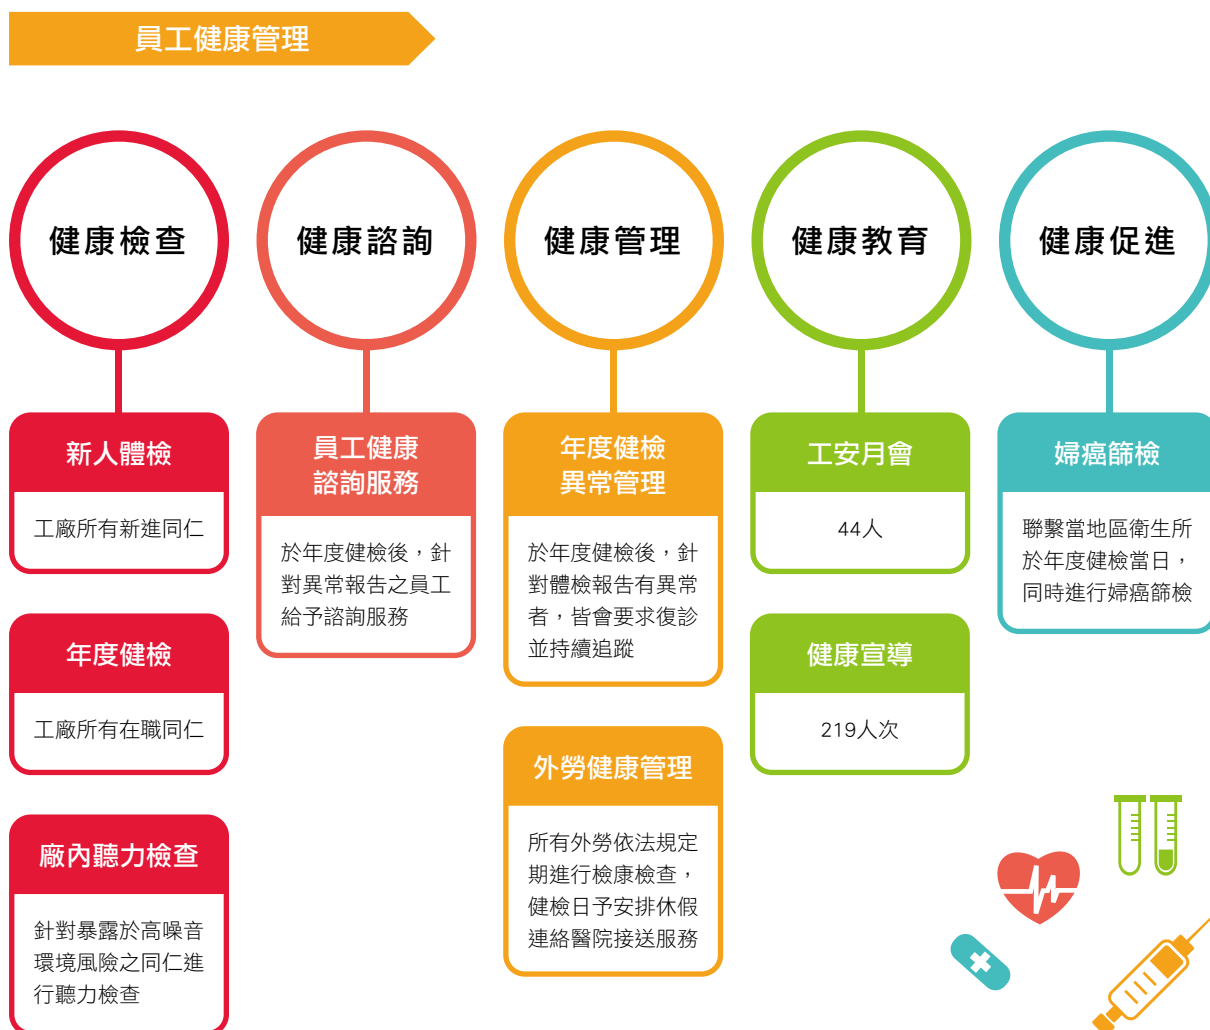 員工健康管理
健康檢查
新人體檢
工廠所有新進同仁
年度健檢
工廠所有在職同仁
廠內聽力檢查
針對暴露於高噪音
環境風險之同仁進
行聽力檢查
健康諮詢
員工健康
諮詢服務
於年度健檢後，針
對異常報告之員工
給予諮詢服務
健康管理
年度健檢
異常管理
於年度健檢後，針
對體檢報告有異常
者，皆會要求復診
並持續追蹤
外勞健康管理
所有外勞依法規定
期進行檢康檢查，
健檢日予安排休假
連絡醫院接送服務
健康教育
工安月會
44人
健康宣導
219人次
健康促進
婦癌篩檢
聯繫當地區衛生所
於年度健檢當日，
同時進行婦癌篩檢